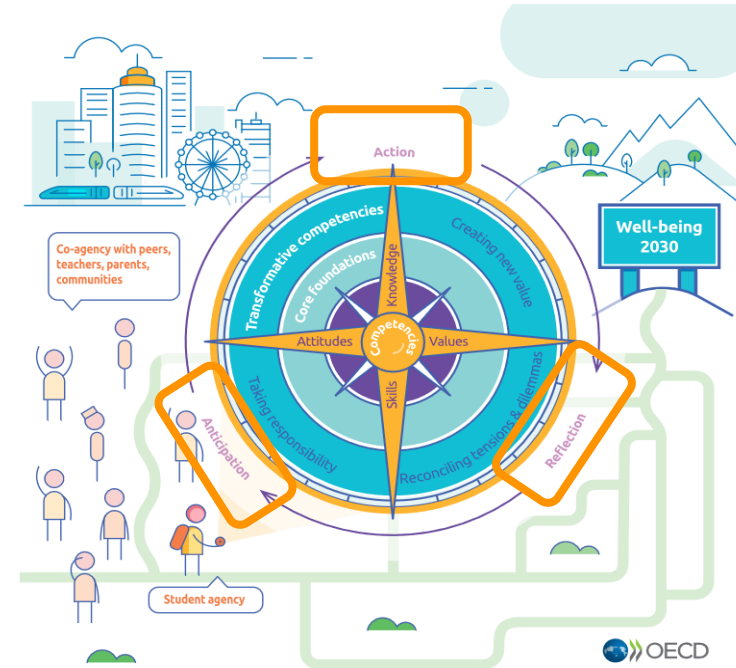 Action
Well-being
2030
Co-agency with peers,
teachers, parents,
communities
Transformative competencies
Creating new value
Core foundations
Knowledge
Attitudes
Competencies
Values
Skills
Taking responsibility
Reconciling tensions & dilemmas
Anticipation
Reflection
Student agency
OECD